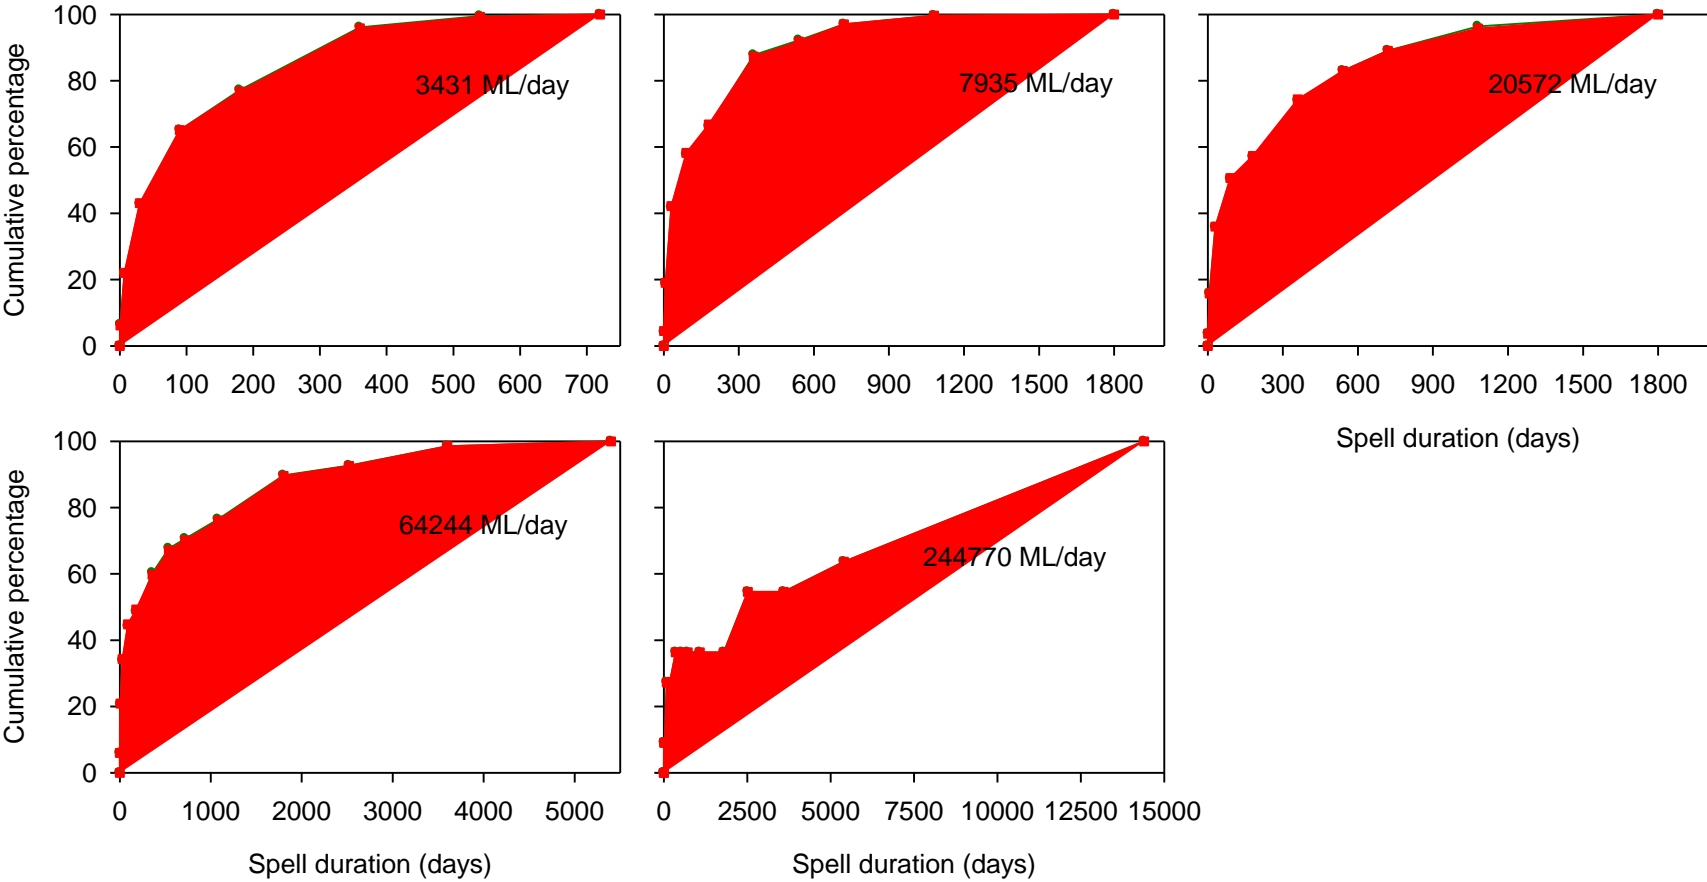 100
80
60
40
20
0
Cumulative percentage
3431 ML/day
0 100 200 300 400 500 600 700
7935 ML/day
0 300 600 900 1200 1500 1800
20572 ML/day
0 300 600 900 1200 1500 1800
Spell duration (days)
100
80
60
40
20
0
Cumulative percentage
64244 ML/day
0 1000 2000 3000 4000 5000
Spell duration (days)
244770 ML/day
0 2500 5000 7500 10000 12500 15000
Spell duration (days)